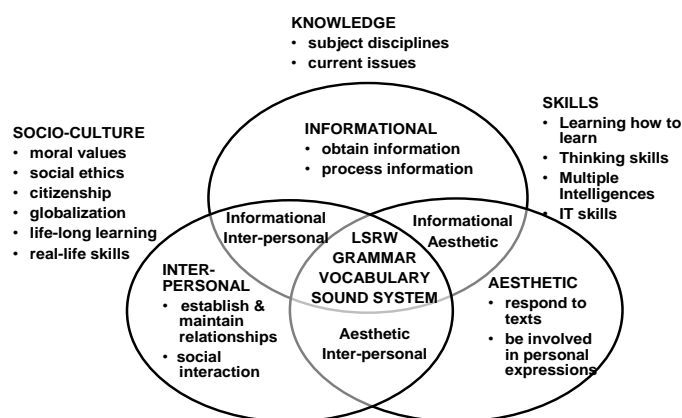 KNOWLEDGE
• subject disciplines
• current issues
SOCIO-CULTURE
• moral values
• social ethics
• citizenship
• globalization
• life-long learning
• real-life skills
SKILLS
• Learning how to
learn
• Thinking skills
• Multiple
Intelligences
• IT skills
INFORMATIONAL
• obtain information
• process information
Informational
Inter-personal
Informational
Aesthetic
LSRW
GRAMMAR
VOCABULARY
SOUND SYSTEM
INTER-
PERSONAL
• establish &
maintain
relationships
• social
interaction
AESTHETIC
• respond to
texts
• be involved
in personal
expressions
Aesthetic
Inter-personal